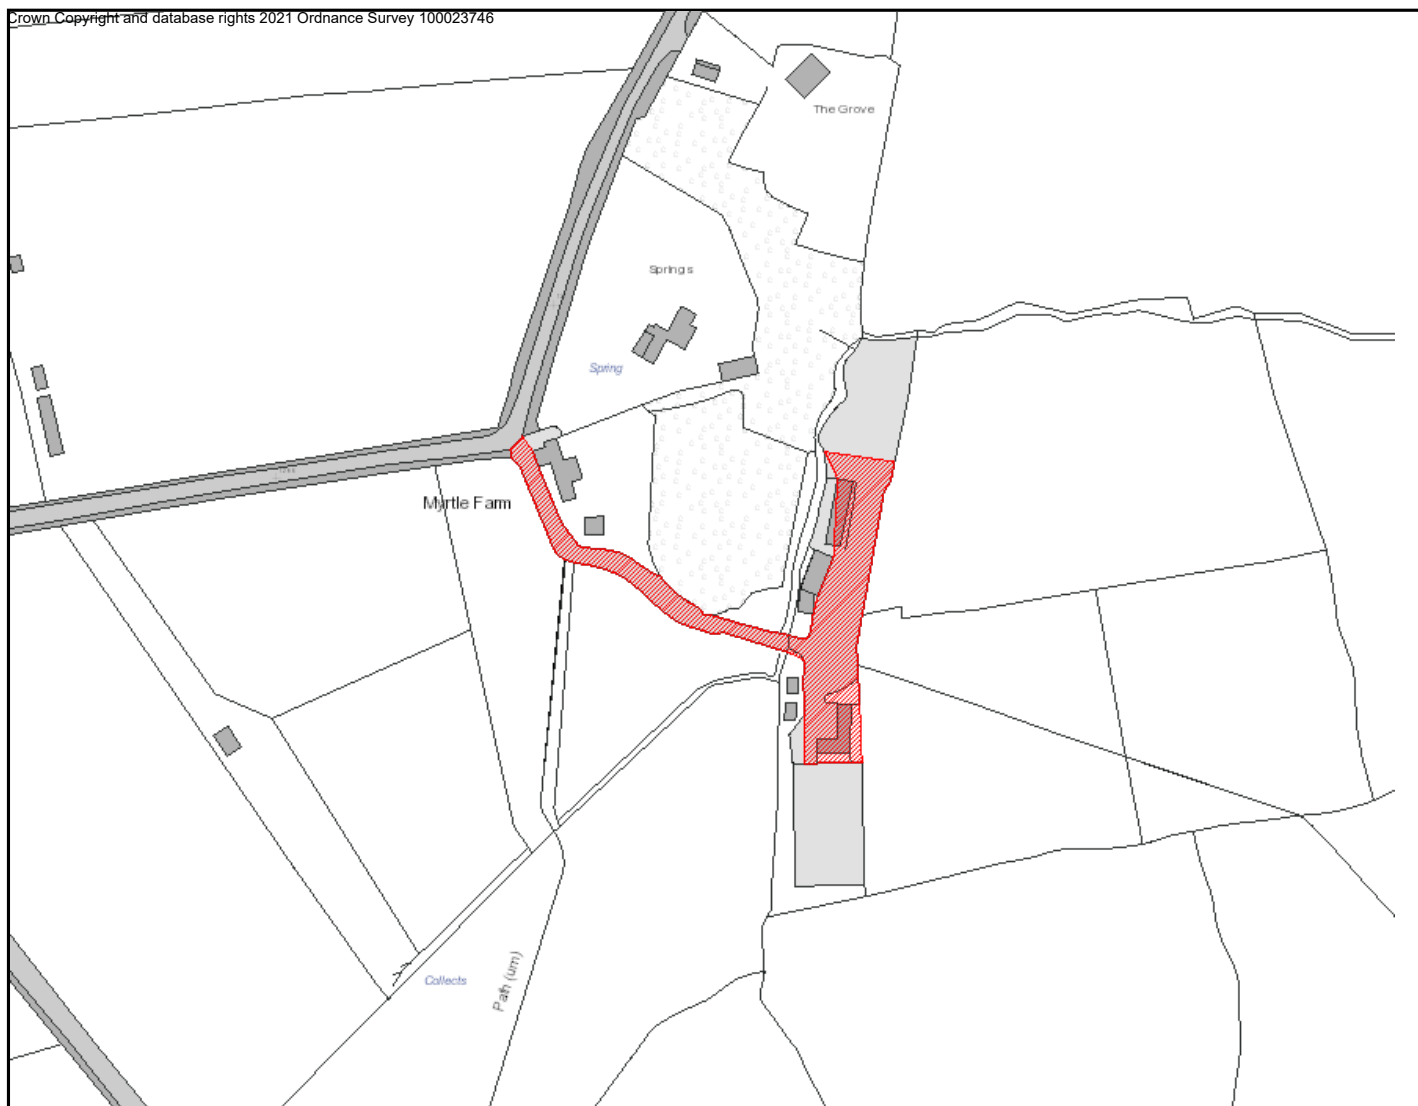 Crown Copyright and database rights 2021 Ordnance Survey 100023746
The Grove
Springs
Spring
Myrtle Farm
Collects
Path (um)